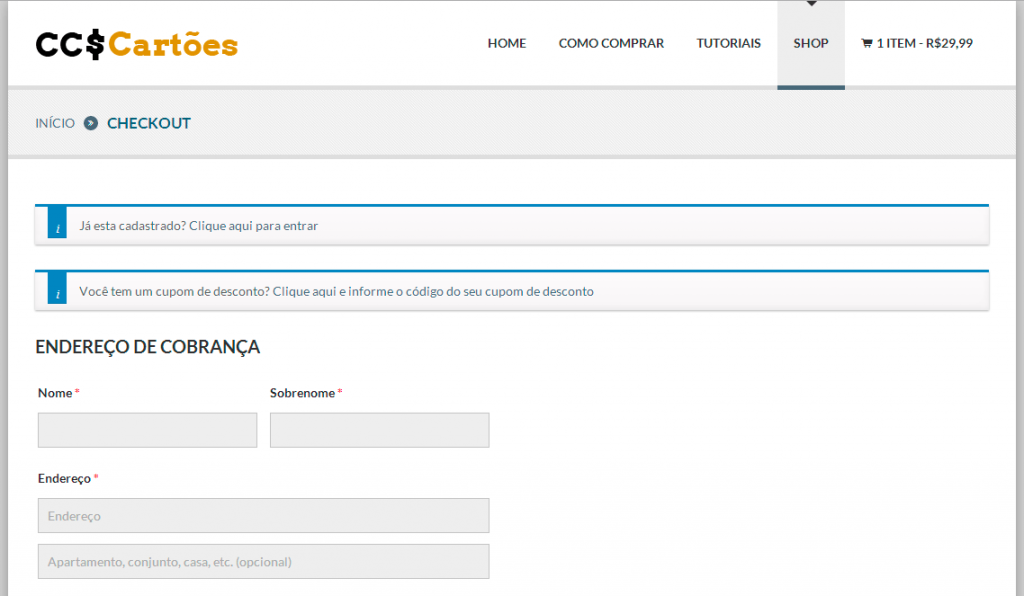 CC$Cartões
HOME COMO COMPRAR TUTORIAIS SHOP 1 ITEM - R$29,99
INÍCIO » CHECKOUT
i Já esta cadastrado? Clique aqui para entrar
i Você tem um cupom de desconto? Clique aqui e informe o código do seu cupom de desconto
ENDEREÇO DE COBRANÇA
Nome * Sobrenome *
Endereço *
Endereço
Apartamento, conjunto, casa, etc. (opcional)